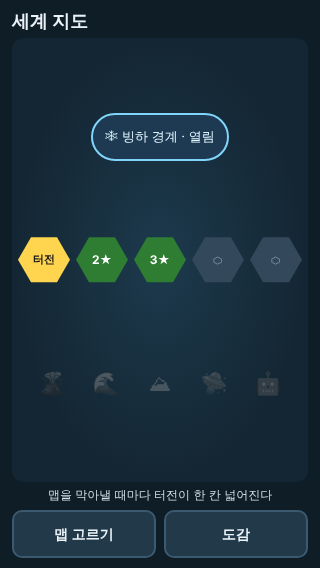 세계 지도
❄ 빙하 경계 · 열림
터전 2★ 3★
맵을 막아낼 때마다 터전이 한 칸 넓어진다
맵 고르기 도감